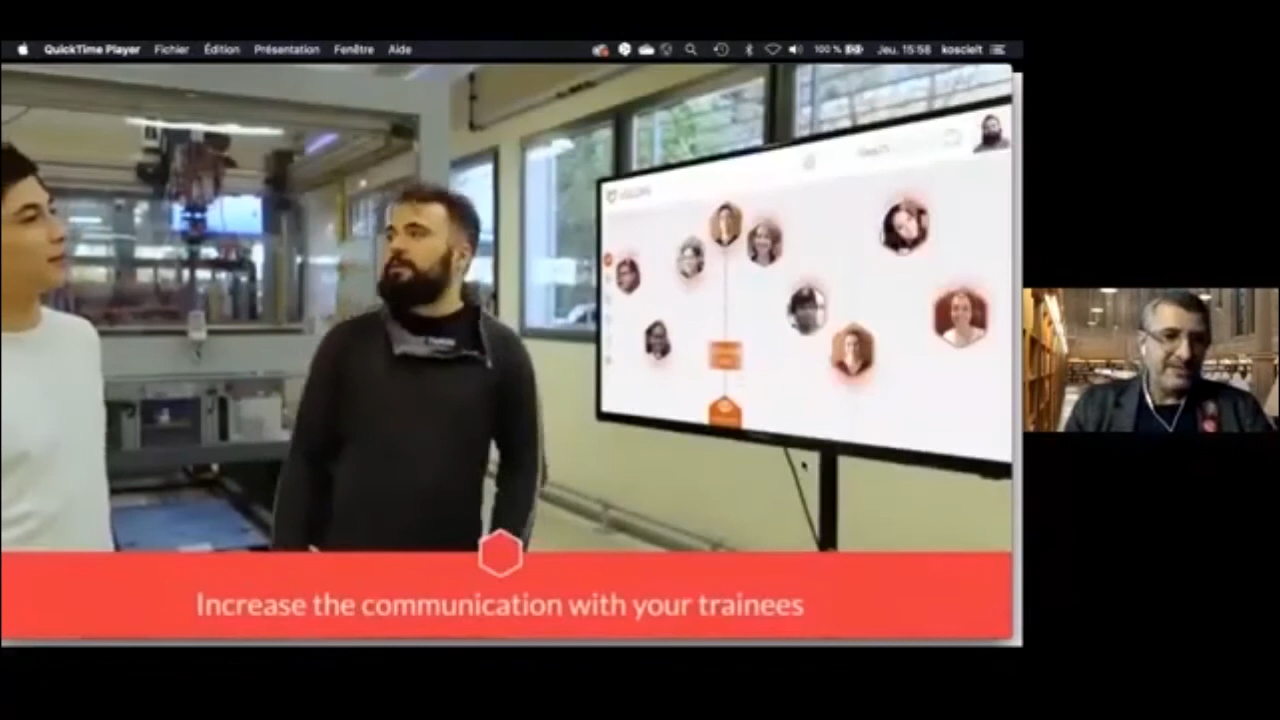 QuickTime Player Fichier Édition Présentation Fenêtre Aide 100 % Jeu. 15:58 koscielt
Increase the communication with your trainees